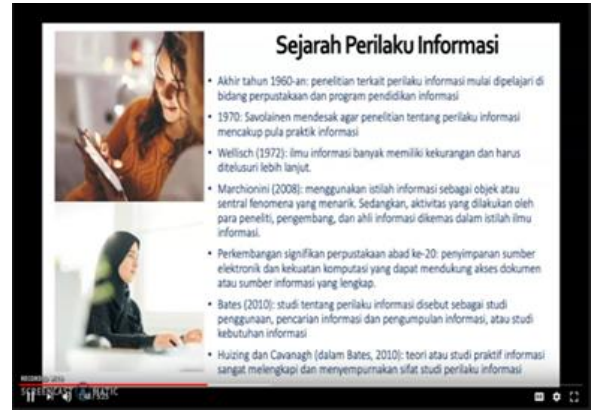 Sejarah Perilaku Informasi
• Akhir tahun 1960-an: penelitian terkait perilaku informasi mulai dipelajari di
bidang perpustakaan dan program pendidikan informasi
• 1970: Savolainen mendesak agar penelitian tentang perilaku informasi
mencakup pula praktik informasi
• Wellisch (1972): ilmu informasi banyak memiliki kekurangan dan harus
ditelusuri lebih lanjut.
• Marchionini (2008): menggunakan istilah informasi sebagai objek atau
sentral fenomena yang menarik. Sedangkan, aktivitas yang dilakukan oleh
para peneliti, pengembang, dan ahli informasi dikemas dalam istilah ilmu
informasi.
• Perkembangan signifikan perpustakaan abad ke-20: penyimpanan sumber
elektronik dan kekuatan komputasi yang dapat mendukung akses dokumen
atau sumber informasi yang lengkap.
• Bates (2010): studi tentang perilaku informasi disebut sebagai studi
penggunaan, pencarian informasi dan pengumpulan informasi, atau studi
kebutuhan informasi
• Huizing dan Cavanagh (dalam Bates, 2010): teori atau studi praktif informasi
sangat melengkapi dan menyempurnakan sifat studi perilaku informasi